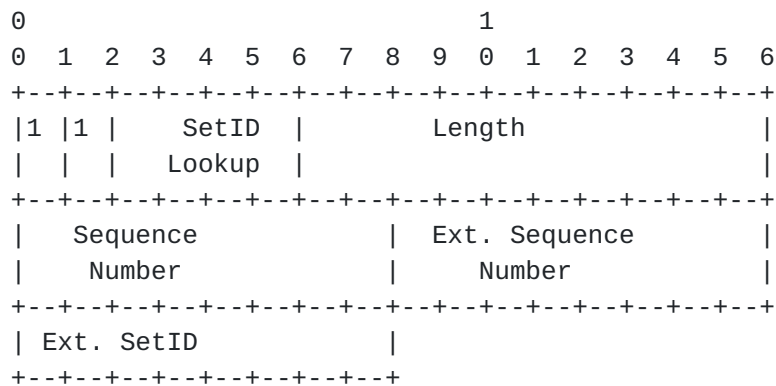 0                             1
0  1  2  3  4  5  6  7  8  9  0  1  2  3  4  5  6
+--+--+--+--+--+--+--+--+--+--+--+--+--+--+--+--+
|1 |1 |    SetID  |        Length               |
|  |  |   Lookup  |                             |
+--+--+--+--+--+--+--+--+--+--+--+--+--+--+--+--+
|   Sequence            |  Ext. Sequence        |
|    Number             |     Number            |
+--+--+--+--+--+--+--+--+--+--+--+--+--+--+--+--+
| Ext. SetID            |
+--+--+--+--+--+--+--+--+